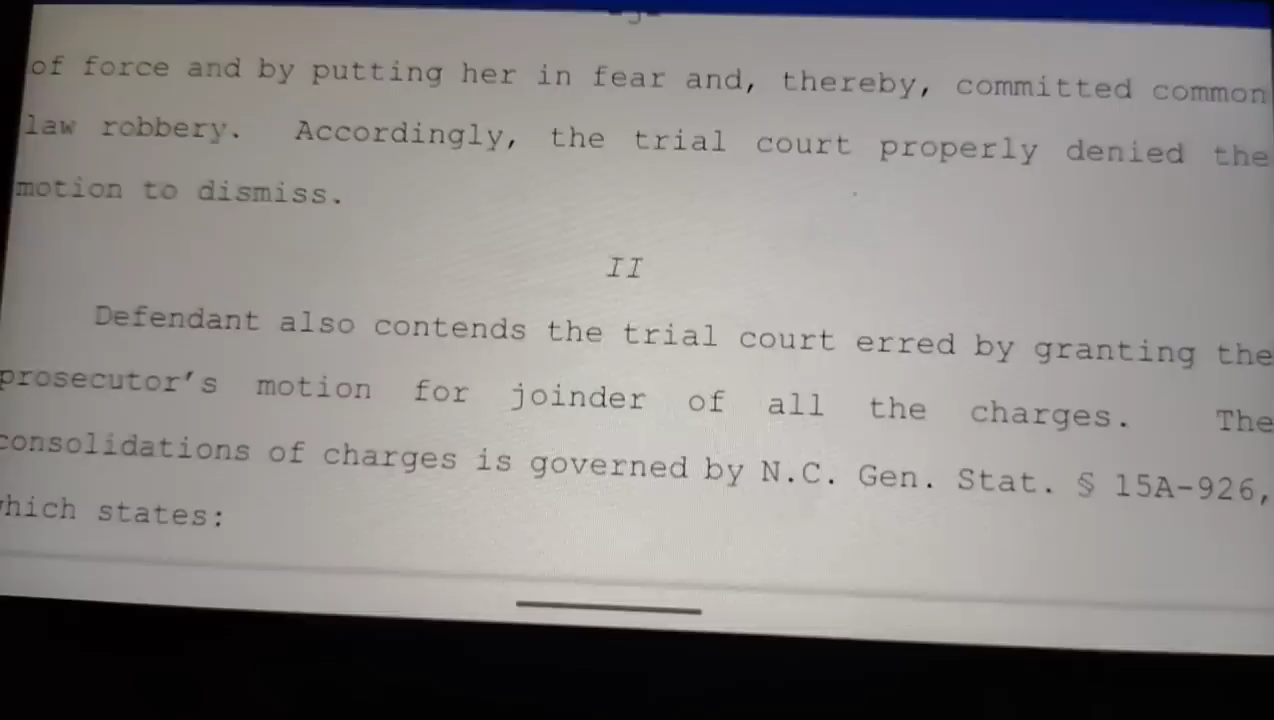 of force and by putting her in fear and, thereby, committed common
law robbery. Accordingly, the trial court properly denied the
motion to dismiss.
II
Defendant also contends the trial court erred by granting the
prosecutor's motion for joinder of all the charges. The
consolidations of charges is governed by N.C. Gen. Stat. § 15A-926,
which states: